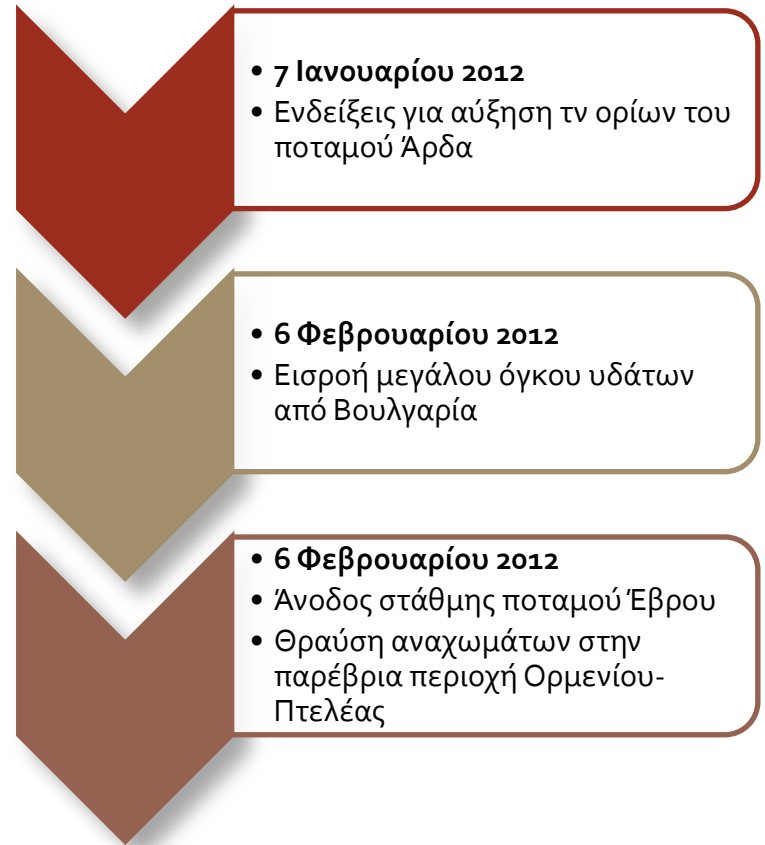 • 7 Ιανουαρίου 2012
• Ενδείξεις για αύξηση τν ορίων του
ποταμού Άρδα
• 6 Φεβρουαρίου 2012
• Εισροή μεγάλου όγκου υδάτων
από Βουλγαρία
• 6 Φεβρουαρίου 2012
• Άνοδος στάθμης ποταμού Έβρου
• Θραύση αναχωμάτων στην
παρέβρια περιοχή Ορμενίου-
Πτελέας